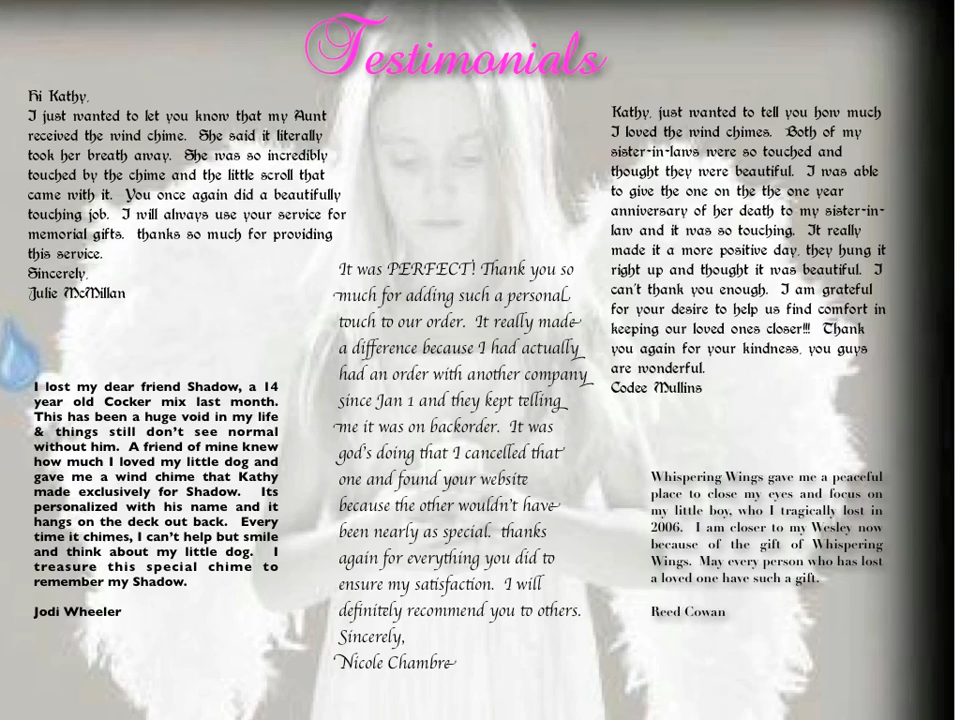 Testimonials
Hi Kathy,
I just wanted to let you know that my Aunt
received the wind chime.  She said it literally
took her breath away.  She was so incredibly
touched by the chime and the little scroll that
came with it.  You once again did a beautifully
touching job.  I will always use your service for
memorial gifts.  thanks so much for providing
this service.
Sincerely,
Julie McMillan
I lost my dear friend Shadow, a 14
year old Cocker mix last month.
This has been a huge void in my life
& things still don't see normal
without him.  A friend of mine knew
how much I loved my little dog and
gave me a wind chime that Kathy
made exclusively for Shadow.  Its
personalized with his name and it
hangs on the deck out back.  Every
time it chimes, I can't help but smile
and think about my little dog.  I
treasure this special chime to
remember my Shadow.
Jodi Wheeler
It was PERFECT! Thank you so
much for adding such a personal
touch to our order.  It really made
a difference because I had actually
had an order with another company
since Jan 1 and they kept telling
me it was on backorder.  It was
god's doing that I cancelled that
one and found your website
because the other wouldn't have
been nearly as special.  thanks
again for everything you did to
ensure my satisfaction.  I will
definitely recommend you to others.
Sincerely,
Nicole Chambre
Kathy, just wanted to tell you how much
I loved the wind chimes.  Both of my
sister-in-laws were so touched and
thought they were beautiful.  I was able
to give the one on the the one year
anniversary of her death to my sister-in-
law and it was so touching.  It really
made it a more positive day, they hung it
right up and thought it was beautiful.  I
can't thank you enough.  I am grateful
for your desire to help us find comfort in
keeping our loved ones closer!!!  Thank
you again for your kindness, you guys
are wonderful.
Codee Mullins
Whispering Wings gave me a peaceful
place to close my eyes and focus on
my little boy, who I tragically lost in
2006.  I am closer to my Wesley now
because of the gift of Whispering
Wings.  May every person who has lost
a loved one have such a gift.
Reed Cowan